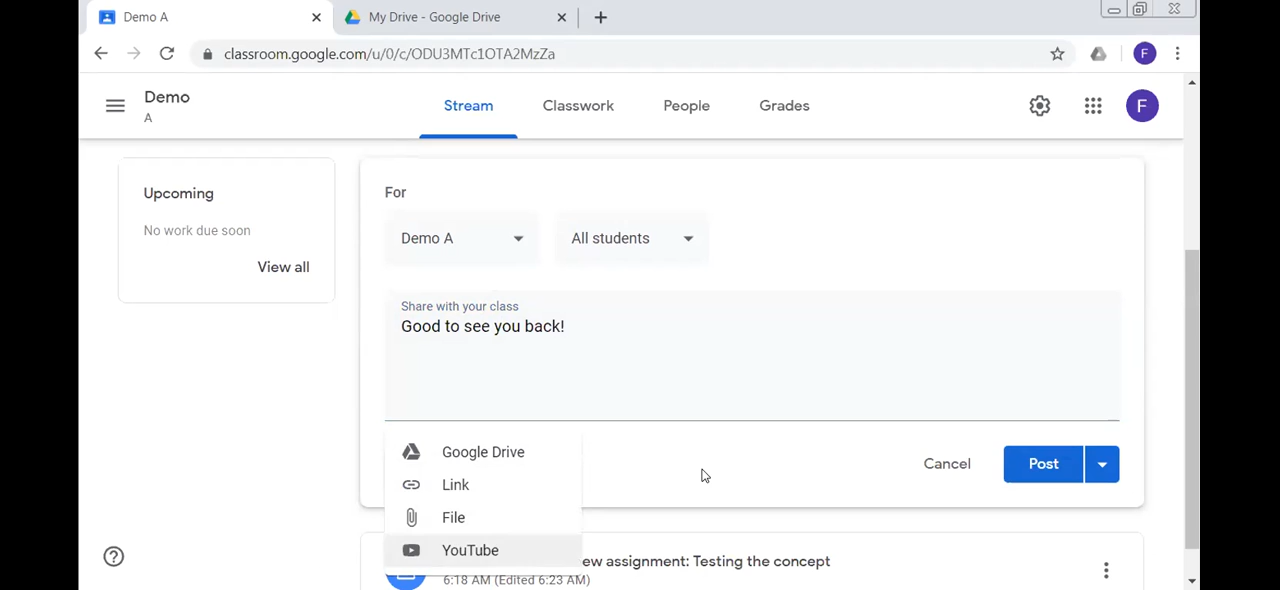 Demo A
My Drive - Google Drive
classroom.google.com/u/0/c/ODU3MTc1OTA2MzZa
F
Demo
A
Stream
Classwork
People
Grades
F
Upcoming
No work due soon
View all
For
Demo A
All students
Share with your class
Good to see you back!
Google Drive
Link
File
YouTube
Cancel
Post
ew assignment: Testing the concept
6:18 AM (Edited 6:23 AM)